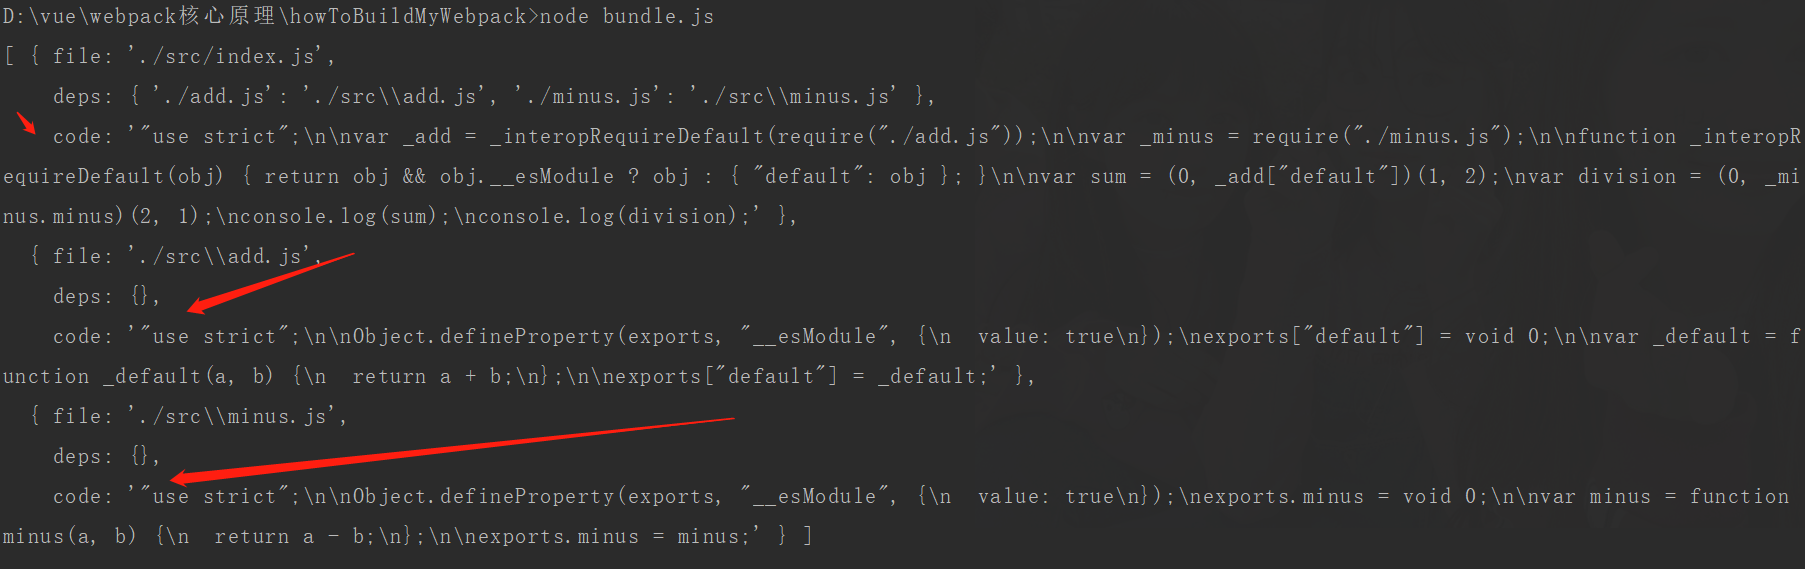 D:\vue\webpack核心原理\howToBuildMyWebpack>node bundle.js
[ { file: './src/index.js',
deps: { './add.js': './src\\add.js', './minus.js': './src\\minus.js' },
code: '"use strict";\n\nvar _add = _interopRequireDefault(require("./add.js"));\n\nvar _minus = require("./minus.js");\n\nfunction _interopR
equireDefault(obj) { return obj && obj.__esModule ? obj : { "default": obj }; }\n\nvar sum = (0, _add["default"])(1, 2);\nvar division = (0, _mi
nus.minus)(2, 1);\nconsole.log(sum);\nconsole.log(division);' },
{ file: './src\\add.js',
deps: {},
code: '"use strict";\n\nObject.defineProperty(exports, "__esModule", {\n  value: true\n});\nexports["default"] = void 0;\n\nvar _default = f
unction _default(a, b) {\n  return a + b;\n};\n\nexports["default"] = _default;' },
{ file: './src\\minus.js',
deps: {},
code: '"use strict";\n\nObject.defineProperty(exports, "__esModule", {\n  value: true\n});\nexports.minus = void 0;\n\nvar minus = function
minus(a, b) {\n  return a - b;\n};\n\nexports.minus = minus;' } ]